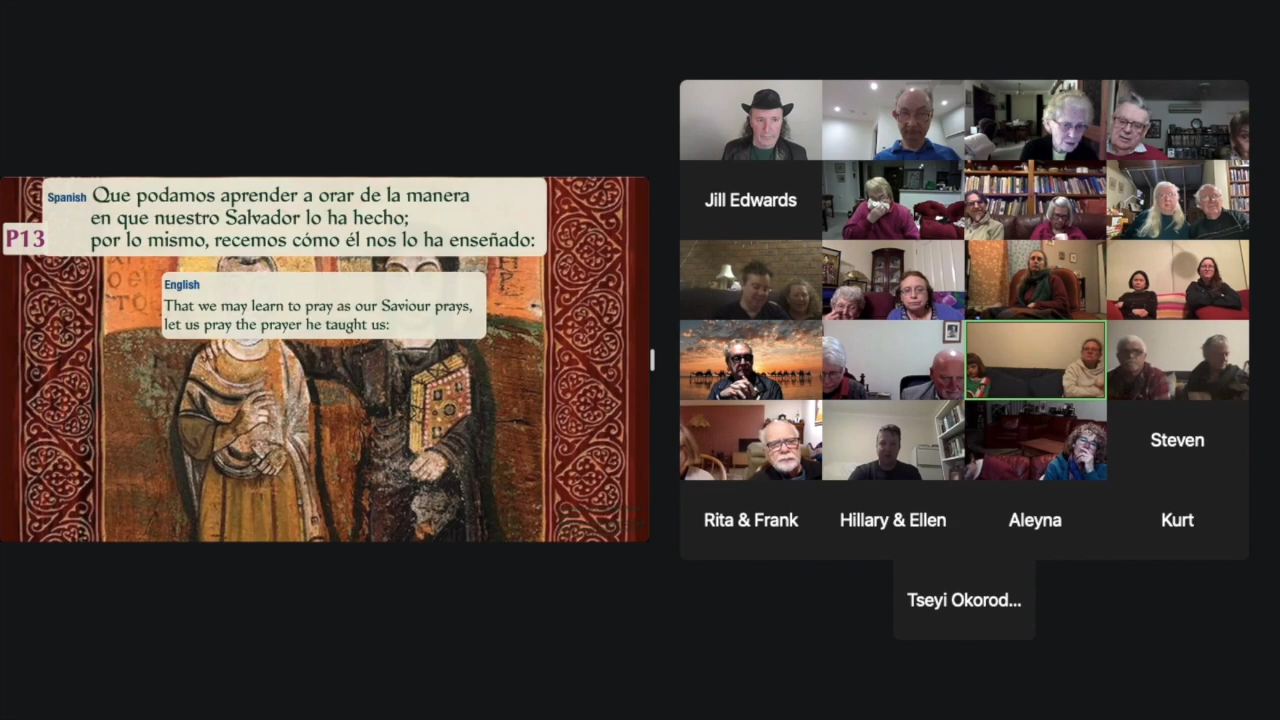 Spanish Que podamos aprender a orar de la manera
en que nuestro Salvador lo ha hecho;
P13 por lo mismo, recemos cómo él nos lo ha enseñado:
English
That we may learn to pray as our Saviour prays,
let us pray the prayer he taught us:
Jill Edwards
Steven
Rita & Frank
Hillary & Ellen
Aleyna
Kurt
Tseyi Okorod...